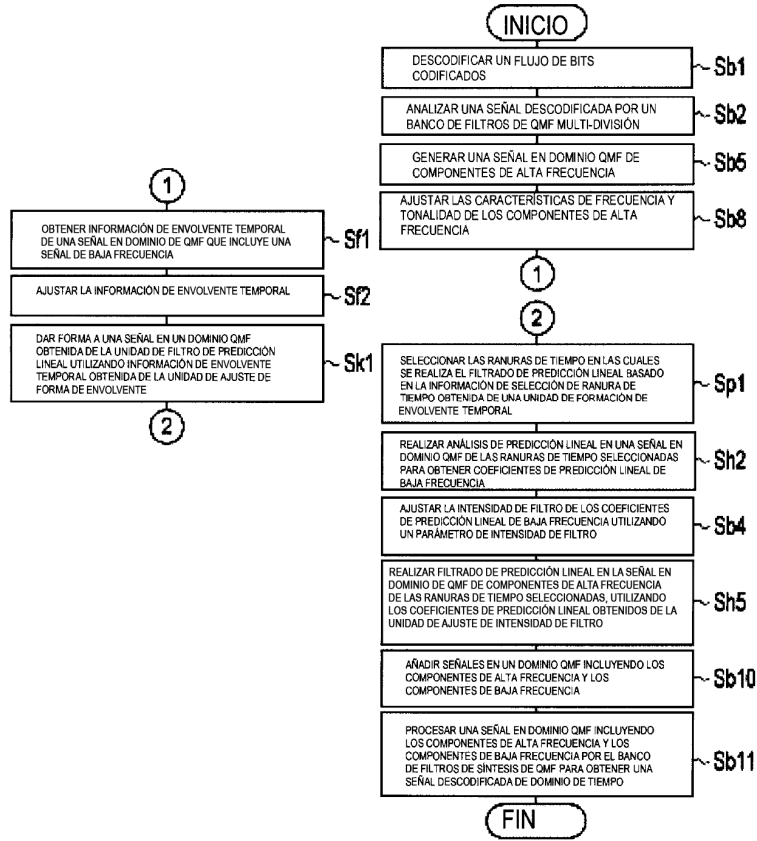 INICIO
DESCODIFICAR UN FLUJO DE BITS
CODIFICADOS
Sb1
ANALIZAR UNA SEÑAL DESCODIFICADA POR UN
BANCO DE FILTROS DE QMF MULTI-DIVISIÓN
Sb2
GENERAR UNA SEÑAL EN DOMINIO QMF DE
COMPONENTES DE ALTA FRECUENCIA
Sb5
AJUSTAR LAS CARACTERÍSTICAS DE FRECUENCIA Y
TONALIDAD DE LOS COMPONENTES DE ALTA
FRECUENCIA
Sb8
1
1
OBTENER INFORMACIÓN DE ENVOLVENTE TEMPORAL
DE UNA SEÑAL EN DOMINIO DE QMF QUE INCLUYE UNA
SEÑAL DE BAJA FRECUENCIA
Sf1
AJUSTAR LA INFORMACIÓN DE ENVOLVENTE TEMPORAL
Sf2
DAR FORMA A UNA SEÑAL EN UN DOMINIO QMF
OBTENIDA DE LA UNIDAD DE FILTRO DE PREDICCIÓN
LINEAL UTILIZANDO INFORMACIÓN DE ENVOLVENTE
TEMPORAL OBTENIDA DE LA UNIDAD DE AJUSTE DE
FORMA DE ENVOLVENTE
Sk1
2
2
SELECCIONAR LAS RANURAS DE TIEMPO EN LAS CUALES
SE REALIZA EL FILTRADO DE PREDICCIÓN LINEAL BASADO
EN LA INFORMACIÓN DE SELECCIÓN DE RANURA DE
TIEMPO OBTENIDA DE UNA UNIDAD DE FORMACIÓN DE
ENVOLVENTE TEMPORAL
Sp1
REALIZAR ANÁLISIS DE PREDICCIÓN LINEAL EN UNA SEÑAL EN
DOMINIO QMF DE LAS RANURAS DE TIEMPO SELECCIONADAS
PARA OBTENER COEFICIENTES DE PREDICCIÓN LINEAL DE
BAJA FRECUENCIA
Sh2
AJUSTAR LA INTENSIDAD DE FILTRO DE LOS COEFICIENTES
DE PREDICCIÓN LINEAL DE BAJA FRECUENCIA UTILIZANDO
UN PARÁMETRO DE INTENSIDAD DE FILTRO
Sb4
REALIZAR FILTRADO DE PREDICCIÓN LINEAL EN LA SEÑAL EN
DOMINIO DE QMF DE COMPONENTES DE ALTA FRECUENCIA
DE LAS RANURAS DE TIEMPO SELECCIONADAS, UTILIZANDO
LOS COEFICIENTES DE PREDICCIÓN LINEAL OBTENIDOS DE LA
UNIDAD DE AJUSTE DE INTENSIDAD DE FILTRO
Sh5
AÑADIR SEÑALES EN UN DOMINIO QMF INCLUYENDO LOS
COMPONENTES DE ALTA FRECUENCIA Y LOS
COMPONENTES DE BAJA FRECUENCIA
Sb10
PROCESAR UNA SEÑAL EN DOMINIO QMF INCLUYENDO
LOS COMPONENTES DE ALTA FRECUENCIA Y LOS
COMPONENTES DE BAJA FRECUENCIA POR EL BANCO
DE FILTROS DE SÍNTESIS DE QMF PARA OBTENER UNA
SEÑAL DESCODIFICADA DE DOMINIO DE TIEMPO
Sb11
FIN